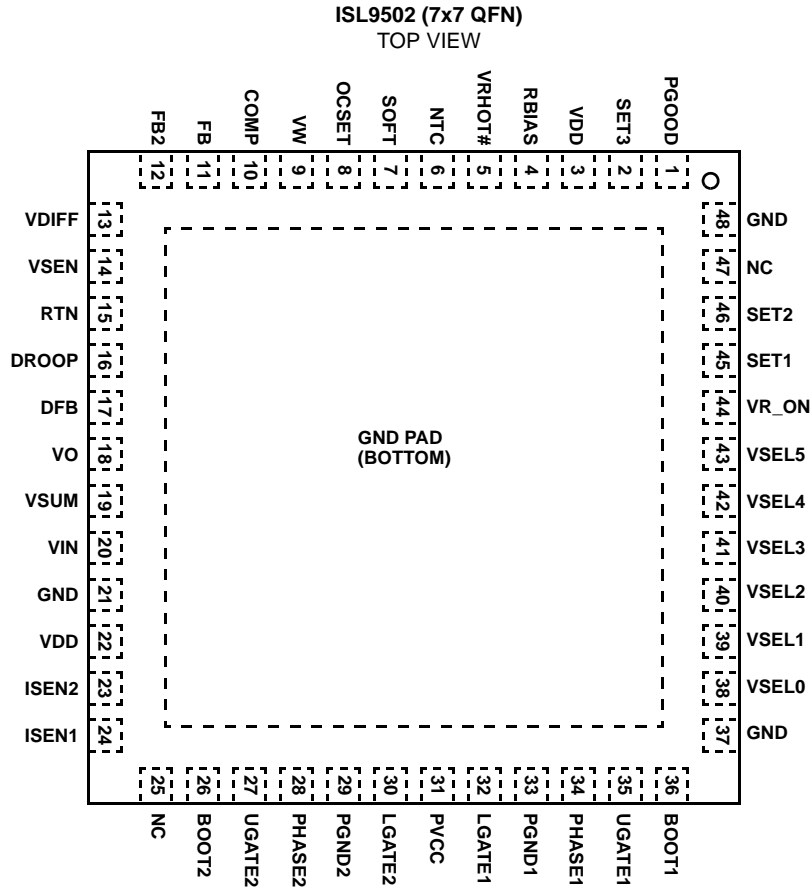 ISL9502 (7x7 QFN)
TOP VIEW
FB2
FB
COMP
VW
OCSET
SOFT
NTC
VRHOT#
RBIAS
VDD
SET3
PGOOD
12
11
10
9
8
7
6
5
4
3
2
1
VDIFF 13
VSEN 14
RTN 15
DROOP 16
DFB 17
VO 18
VSUM 19
VIN 20
GND 21
VDD 22
ISEN2 23
ISEN1 24
GND PAD
(BOTTOM)
48 GND
47 NC
46 SET2
45 SET1
44 VR_ON
43 VSEL5
42 VSEL4
41 VSEL3
40 VSEL2
39 VSEL1
38 VSEL0
37 GND
25
26
27
28
29
30
31
32
33
34
35
36
NC
BOOT2
UGATE2
PHASE2
PGND2
LGATE2
PVCC
LGATE1
PGND1
PHASE1
UGATE1
BOOT1